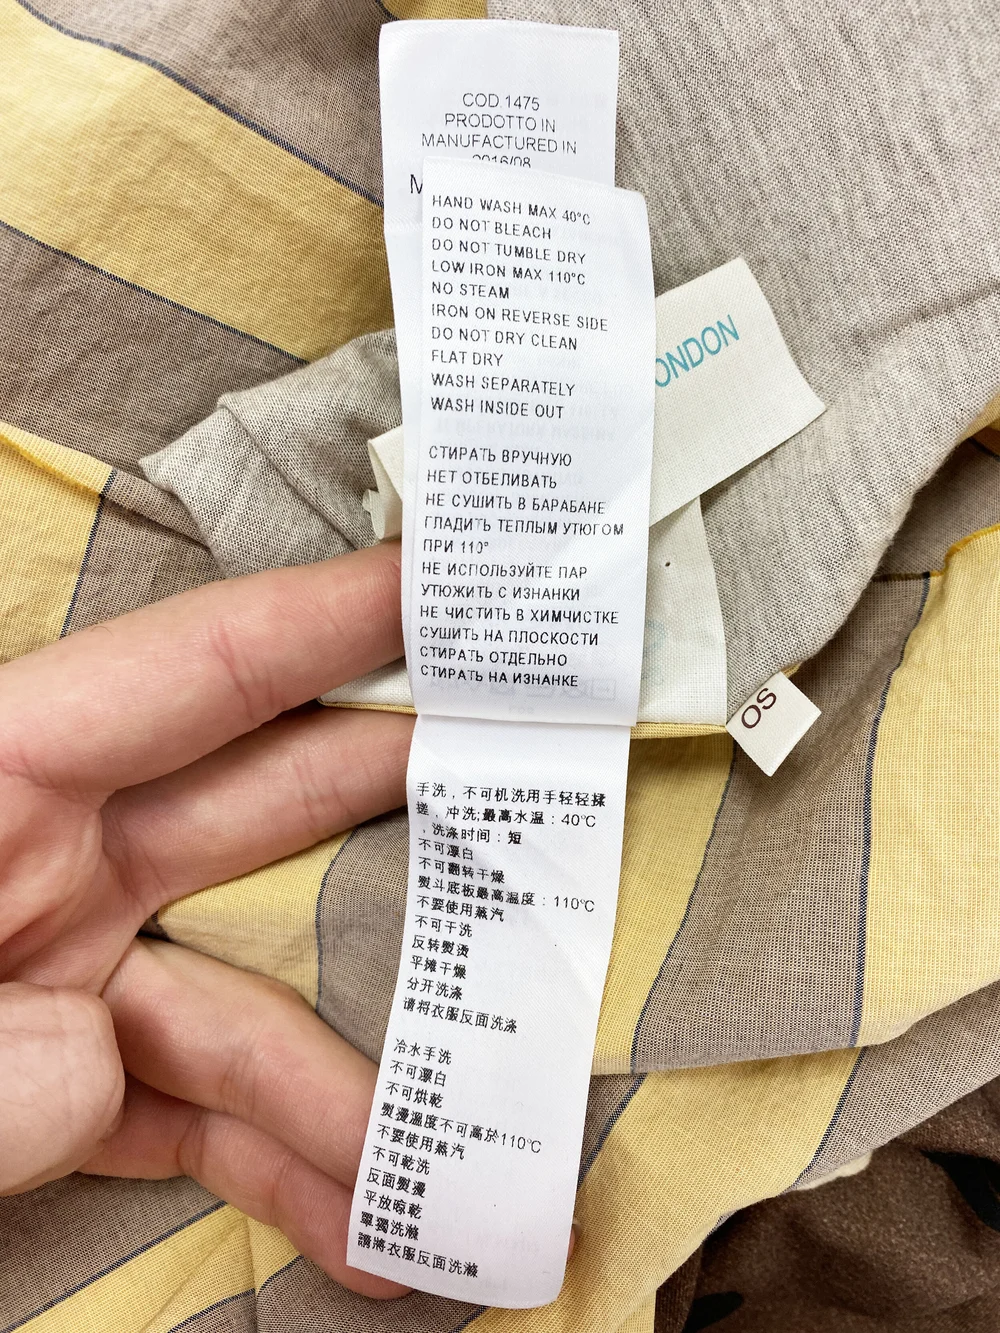 COD.1475
PRODOTTO IN
MANUFACTURED IN
2016/08
M
HAND WASH MAX 40°C
DO NOT BLEACH
DO NOT TUMBLE DRY
LOW IRON MAX 110°C
NO STEAM
IRON ON REVERSE SIDE
DO NOT DRY CLEAN
FLAT DRY
WASH SEPARATELY
WASH INSIDE OUT
ONDON
СТИРАТЬ ВРУЧНУЮ
НЕТ ОТБЕЛИВАТЬ
НЕ СУШИТЬ В БАРАБАНЕ
ГЛАДИТЬ ТЕПЛЫМ УТЮГОМ
ПРИ 110°
НЕ ИСПОЛЬЗУЙТЕ ПАР
УТЮЖИТЬ С ИЗНАНКИ
НЕ ЧИСТИТЬ В ХИМЧИСТКЕ
СУШИТЬ НА ПЛОСКОСТИ
СТИРАТЬ ОТДЕЛЬНО
СТИРАТЬ НА ИЗНАНКЕ
OS
手洗，不可机洗用手轻轻揉
搓，冲洗;最高水温：40℃
，洗涤时间：短
不可漂白
不可翻转干燥
熨斗底板最高温度：110℃
不要使用蒸汽
不可干洗
反转熨烫
平摊干燥
分开洗涤
请将衣服反面洗涤
冷水手洗
不可漂白
不可烘乾
熨燙溫度不可高於110℃
不要使用蒸汽
不可乾洗
反面熨燙
平放晾乾
單獨洗滌
請將衣服反面洗滌